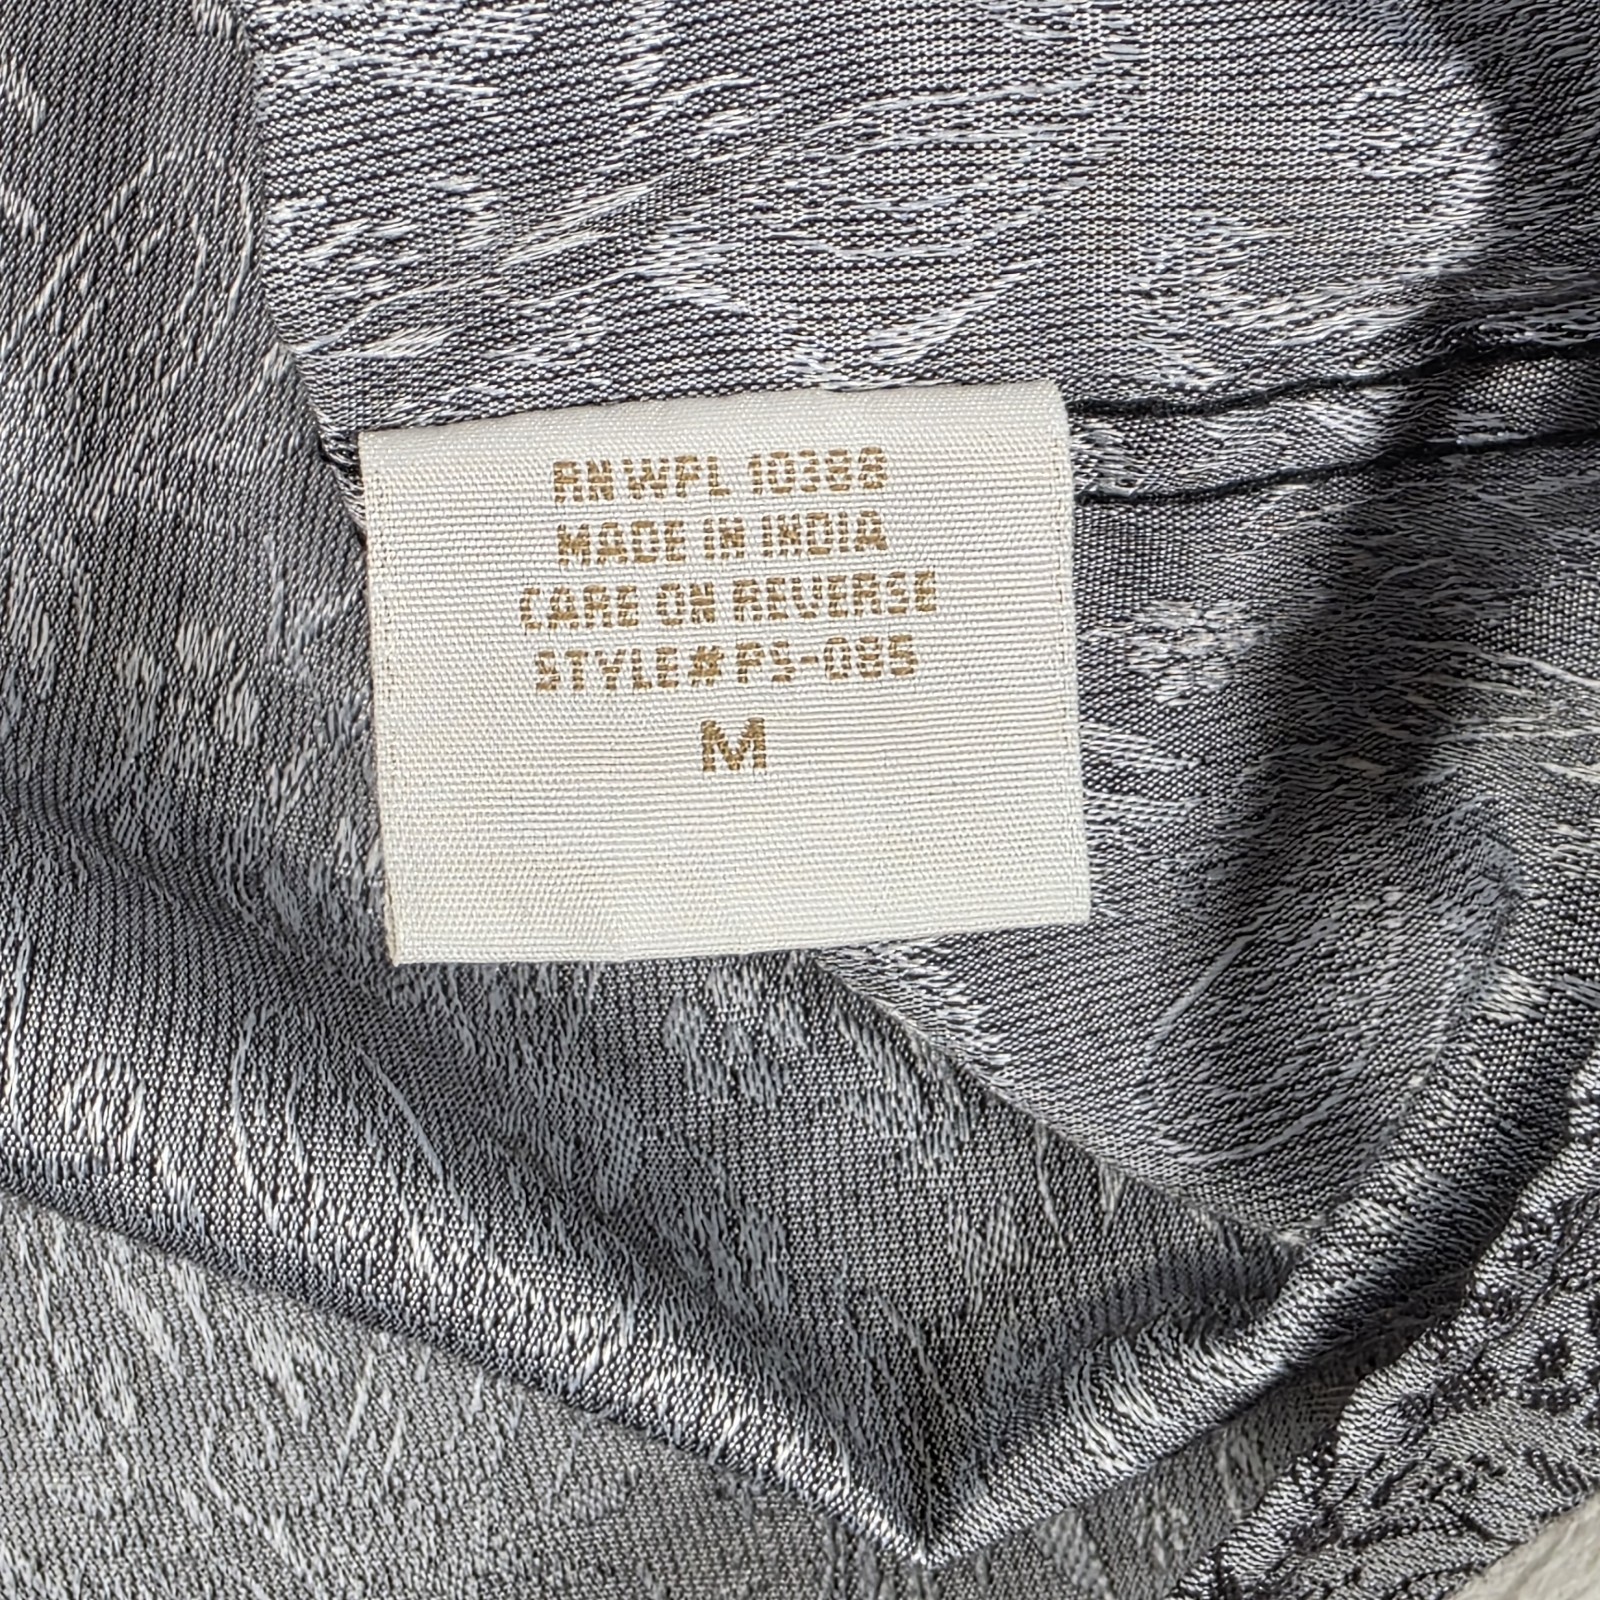 RN WPL 10388
MADE IN INDIA
CARE ON REVERSE
STYLE# PS-085
M